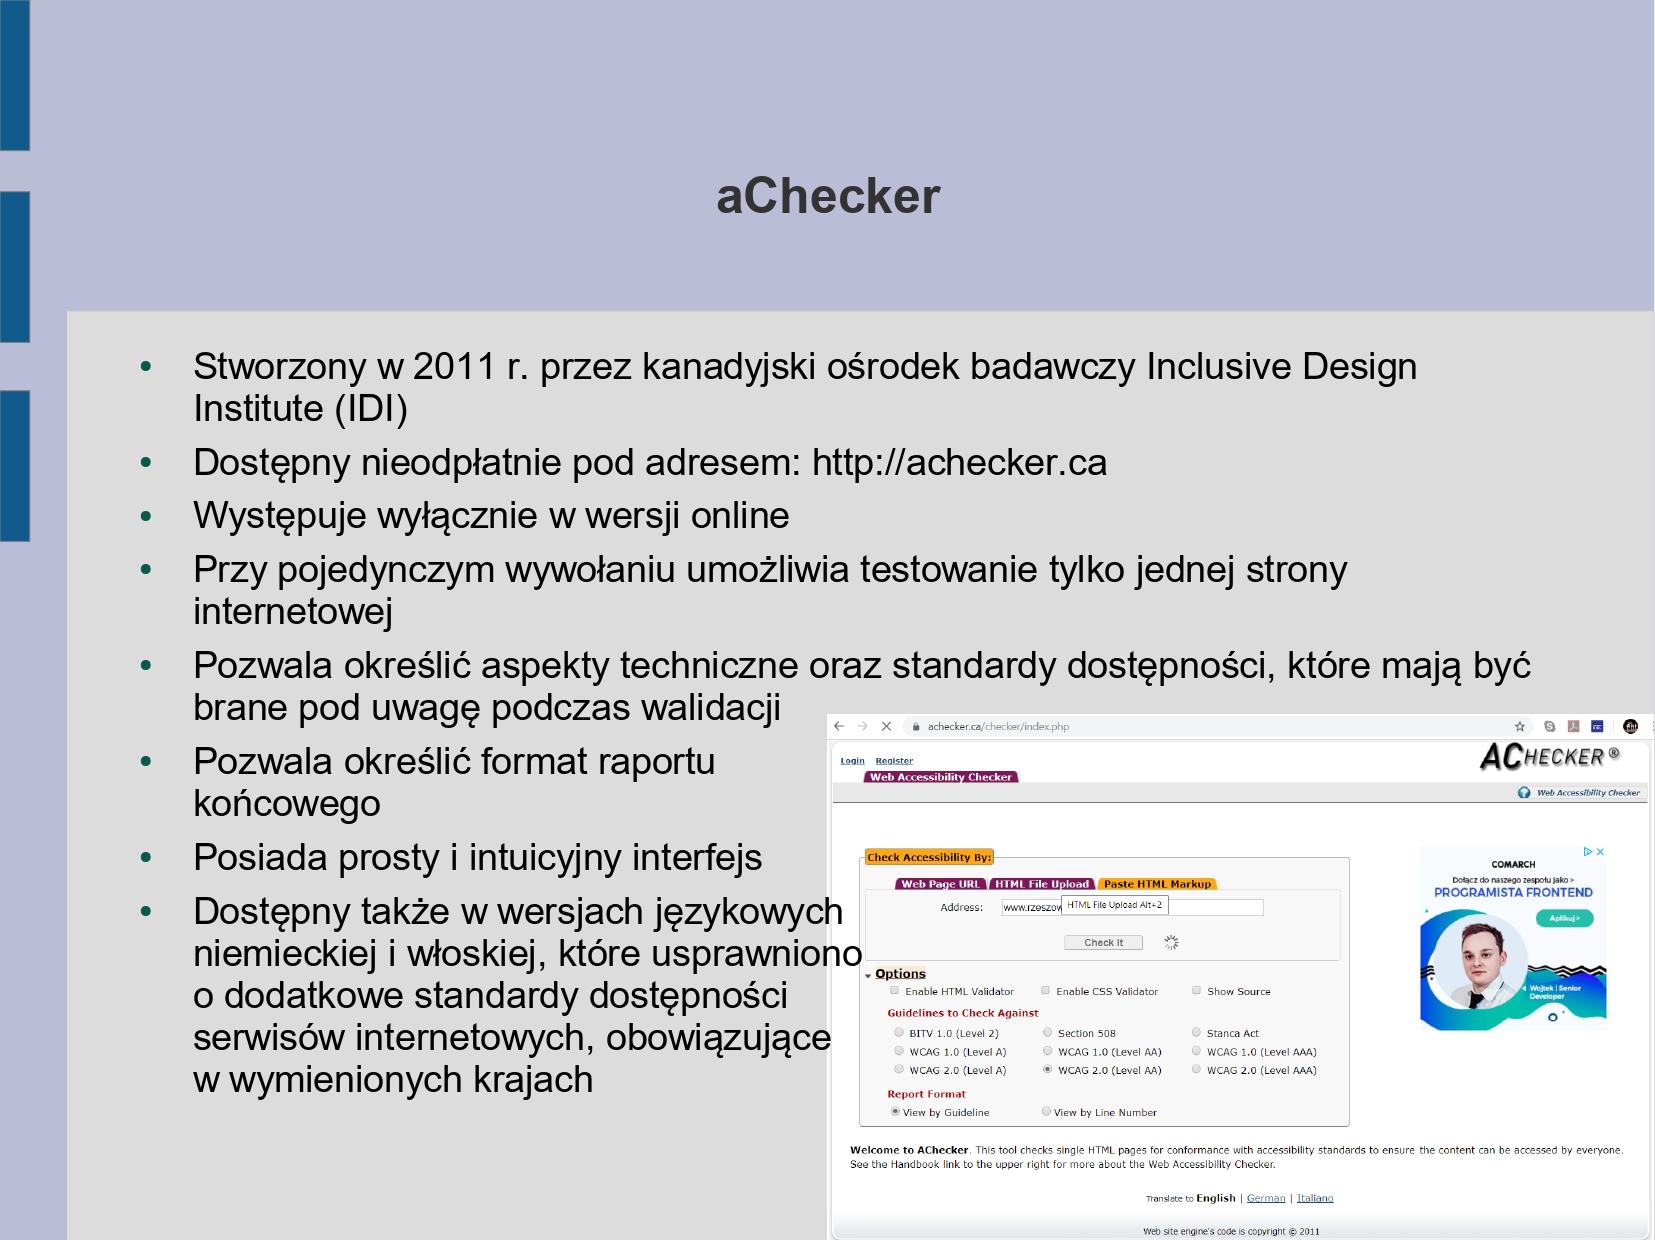 aChecker
• Stworzony w 2011 r. przez kanadyjski ośrodek badawczy Inclusive Design
Institute (IDI)
• Dostępny nieodpłatnie pod adresem: http://achecker.ca
• Występuje wyłącznie w wersji online
• Przy pojedynczym wywołaniu umożliwia testowanie tylko jednej strony
internetowej
• Pozwala określić aspekty techniczne oraz standardy dostępności, które mają być
brane pod uwagę podczas walidacji
• Pozwala określić format raportu
końcowego
• Posiada prosty i intuicyjny interfejs
• Dostępny także w wersjach językowych
niemieckiej i włoskiej, które usprawniono
o dodatkowe standardy dostępności
serwisów internetowych, obowiązujące
w wymienionych krajach
achecker.ca/checker/index.php
ACHECKER ®
Login Register
Web Accessibility Checker
Web Accessibility Checker
Check Accessibility By:
Web Page URL HTML File Upload Paste HTML Markup
Address: www.rzeszow HTML File Upload Alt+2
Check It
Options
Enable HTML Validator Enable CSS Validator Show Source
Guidelines to Check Against
BITV 1.0 (Level 2) Section 508 Stanca Act
WCAG 1.0 (Level A) WCAG 1.0 (Level AA) WCAG 1.0 (Level AAA)
WCAG 2.0 (Level A) WCAG 2.0 (Level AA) WCAG 2.0 (Level AAA)
Report Format
View by Guideline View by Line Number
COMARCH
Dołącz do naszego zespołu jako >
PROGRAMISTA FRONTEND
Aplikuj >
Wojtek | Senior
Developer
Welcome to AChecker. This tool checks single HTML pages for conformance with accessibility standards to ensure the content can be accessed by everyone.
See the Handbook link to the upper right for more about the Web Accessibility Checker.
Translate to English | German | Italiano
Web site engine's code is copyright © 2011